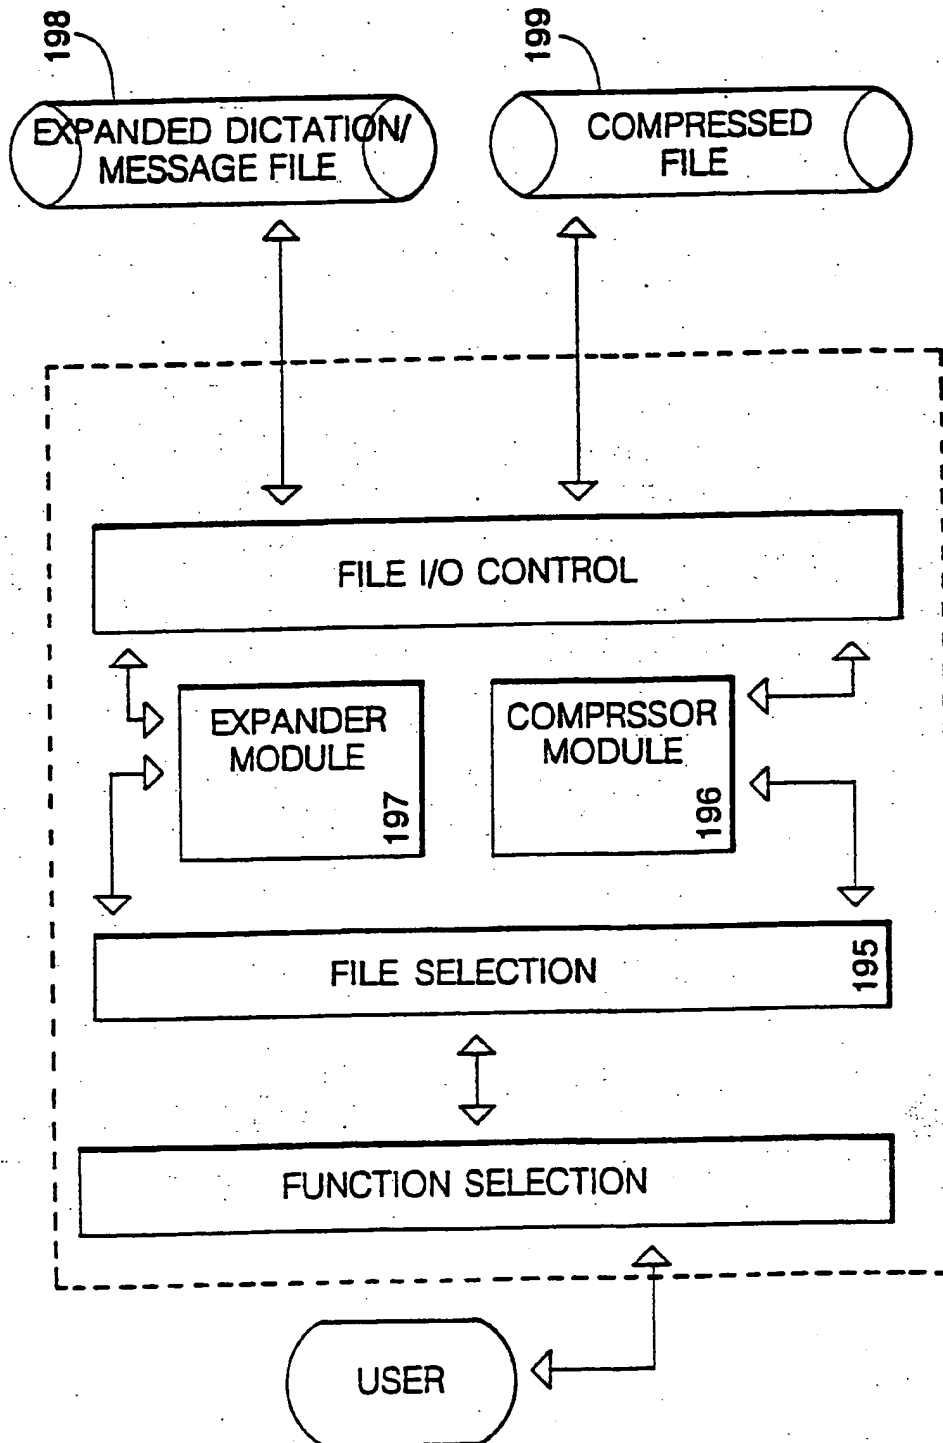 198
199
EXPANDED DICTATION/
MESSAGE FILE
COMPRESSED
FILE
FILE I/O CONTROL
EXPANDER
MODULE
197
COMPRSSOR
MODULE
196
FILE SELECTION
195
FUNCTION SELECTION
USER